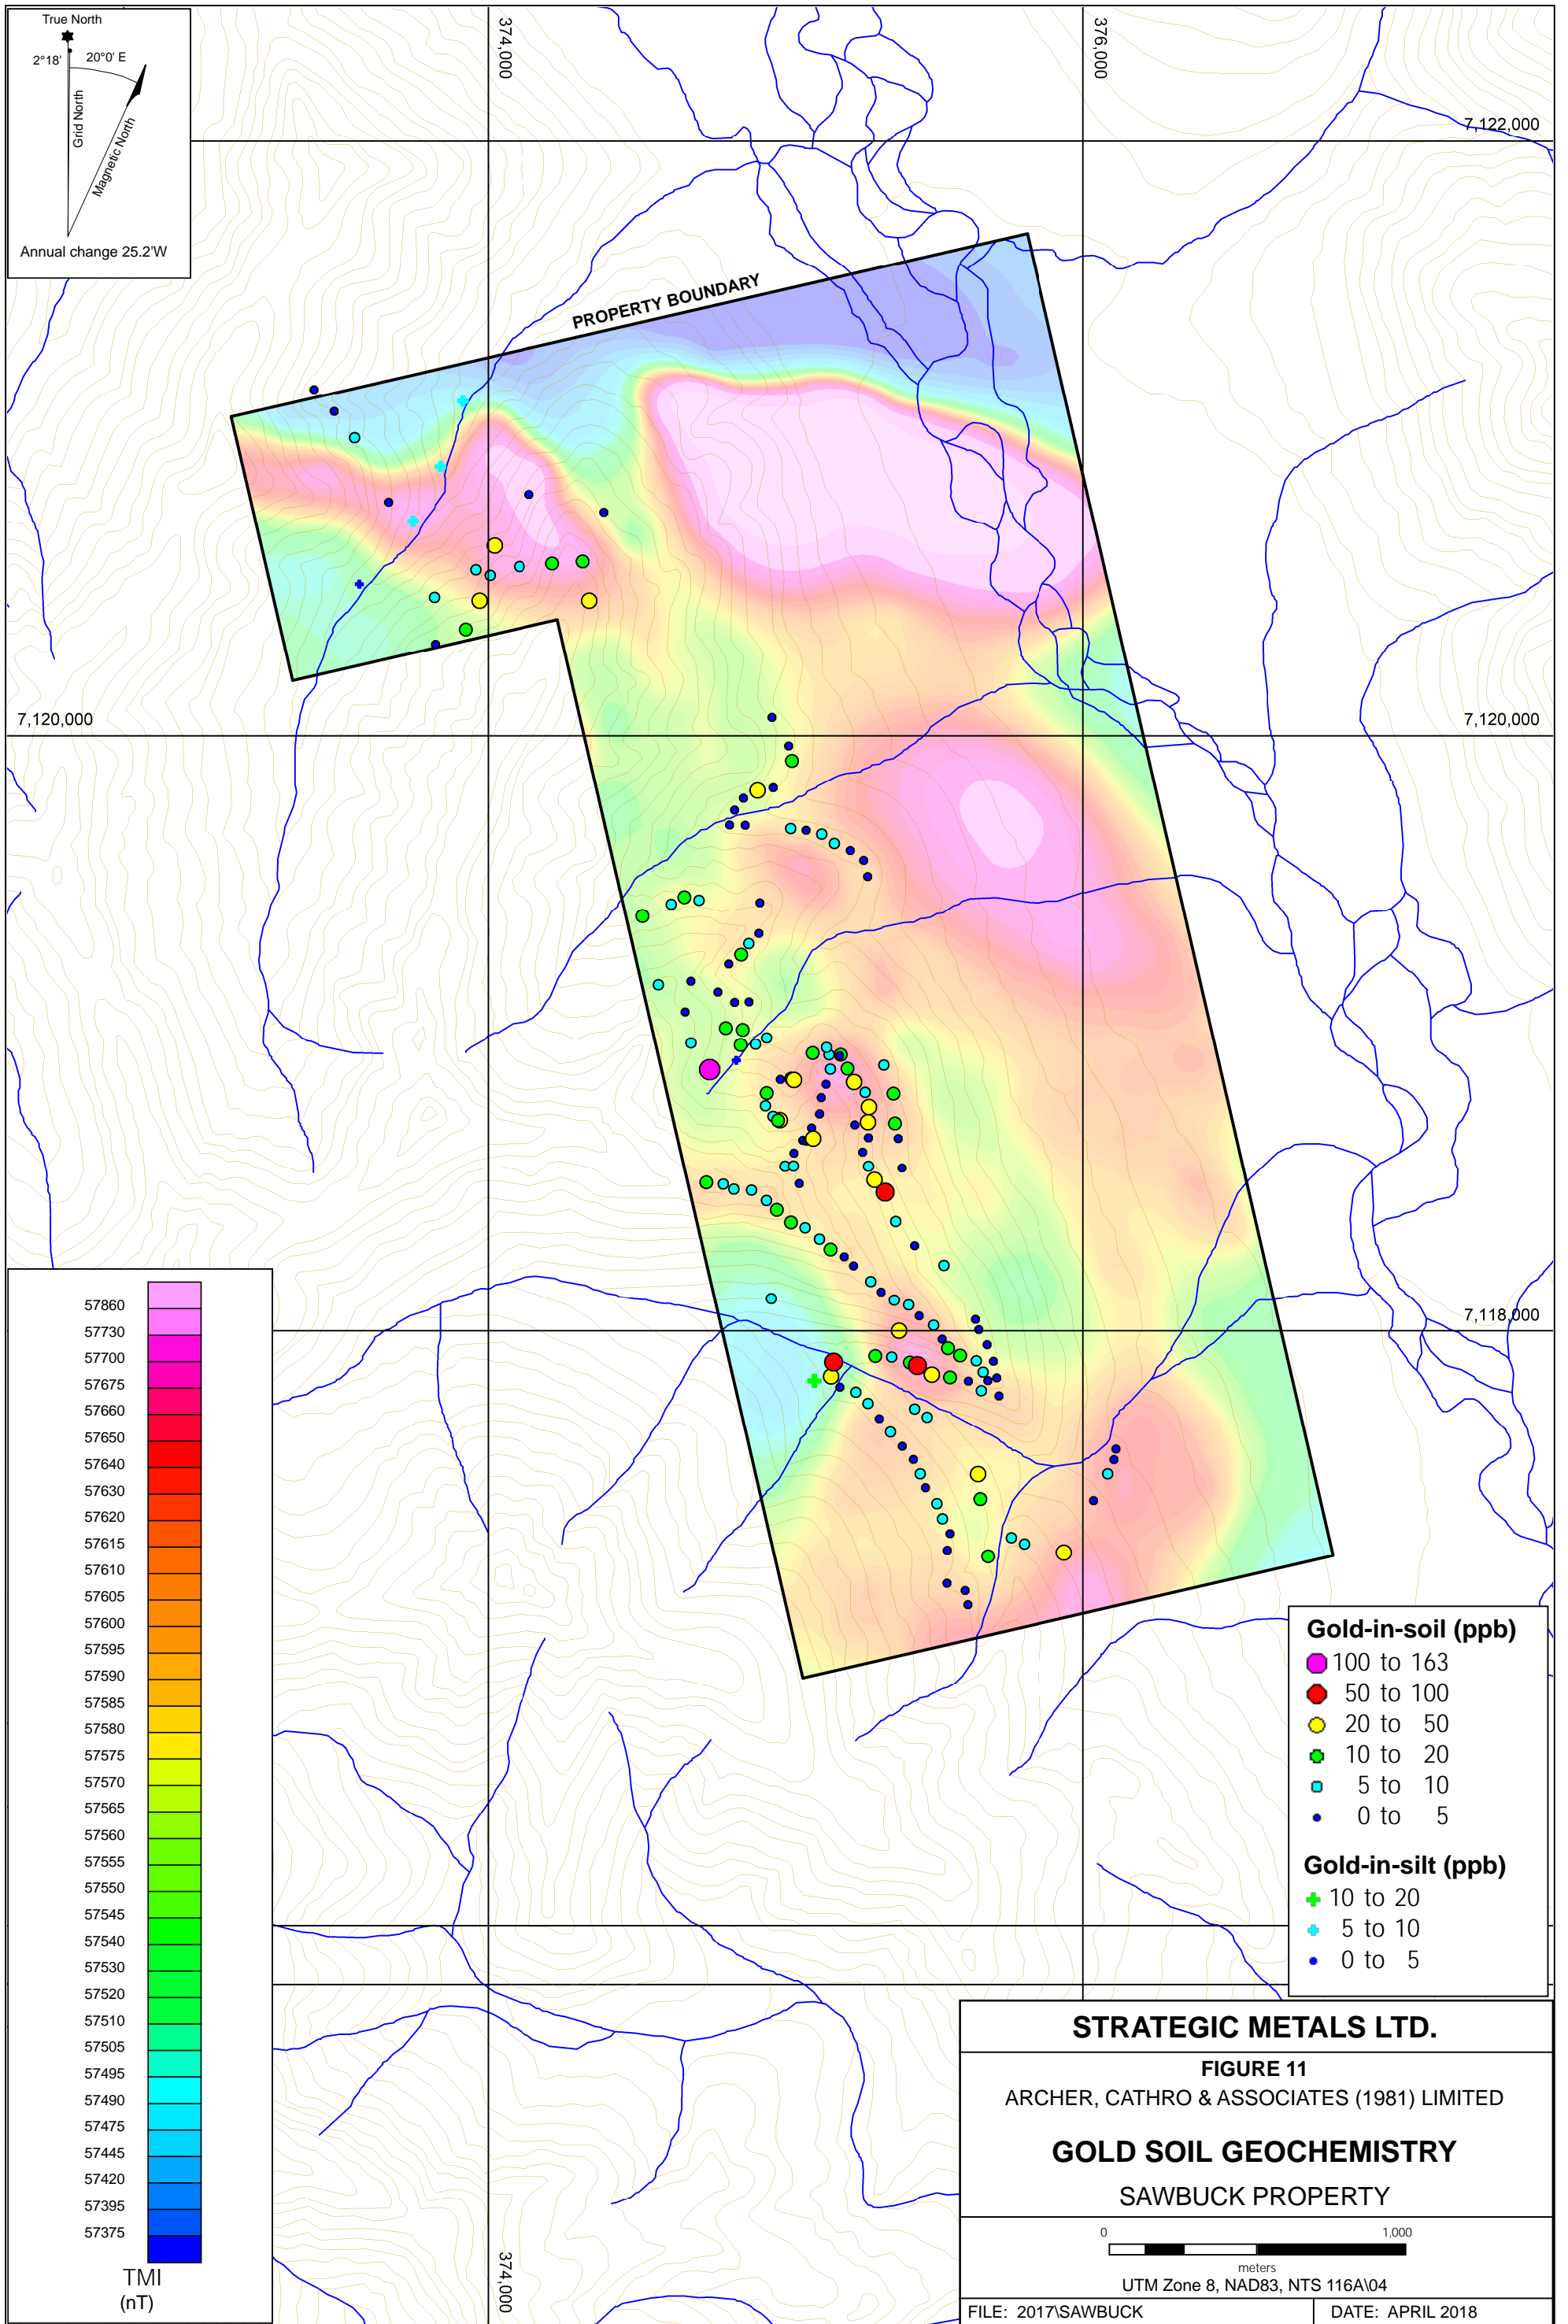 True North
2°18'
20°0' E
Grid North
Magnetic North
Annual change 25.2'W
374,000
376,000
7,122,000
PROPERTY BOUNDARY
7,120,000
7,120,000
7,118,000
57860
57730
57700
57675
57660
57650
57640
57630
57620
57615
57610
57605
57600
57595
57590
57585
57580
57575
57570
57565
57560
57555
57550
57545
57540
57530
57520
57510
57505
57495
57490
57475
57445
57420
57395
57375
TMI
(nT)
374,000
Gold-in-soil (ppb)
100 to 163
50 to 100
20 to 50
10 to 20
5 to 10
0 to 5
Gold-in-silt (ppb)
10 to 20
5 to 10
0 to 5
STRATEGIC METALS LTD.
FIGURE 11
ARCHER, CATHRO & ASSOCIATES (1981) LIMITED
GOLD SOIL GEOCHEMISTRY
SAWBUCK PROPERTY
0 1,000
meters
UTM Zone 8, NAD83, NTS 116A\04
FILE: 2017\SAWBUCK DATE: APRIL 2018